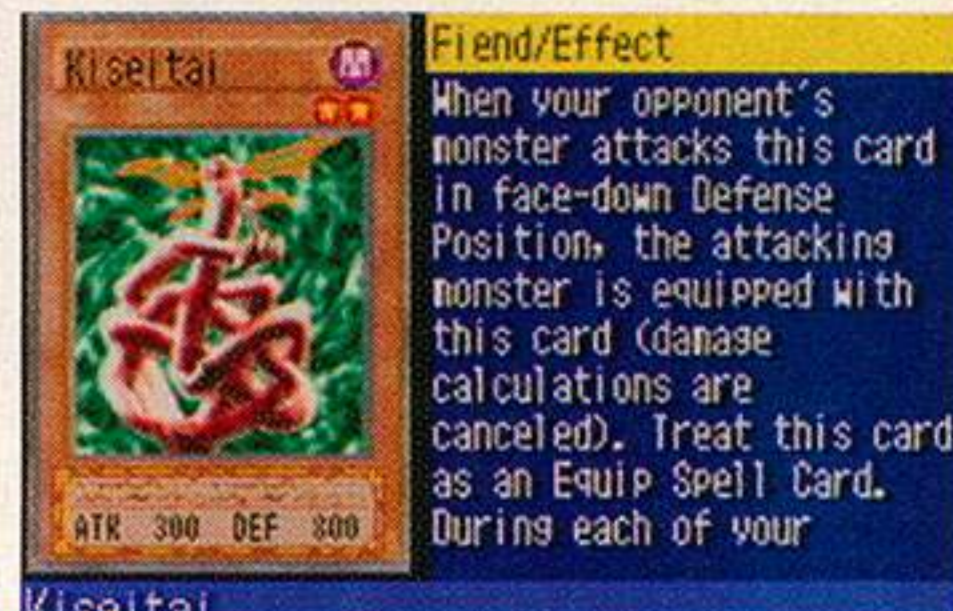 Kiseitai
ATK 300 DEF 800
Fiend/Effect
When your opponent's
monster attacks this card
in face-down Defense
Position, the attacking
monster is equipped with
this card (damage
calculations are
canceled). Treat this card
as an Equip Spell Card.
During each of your
Kiseitai